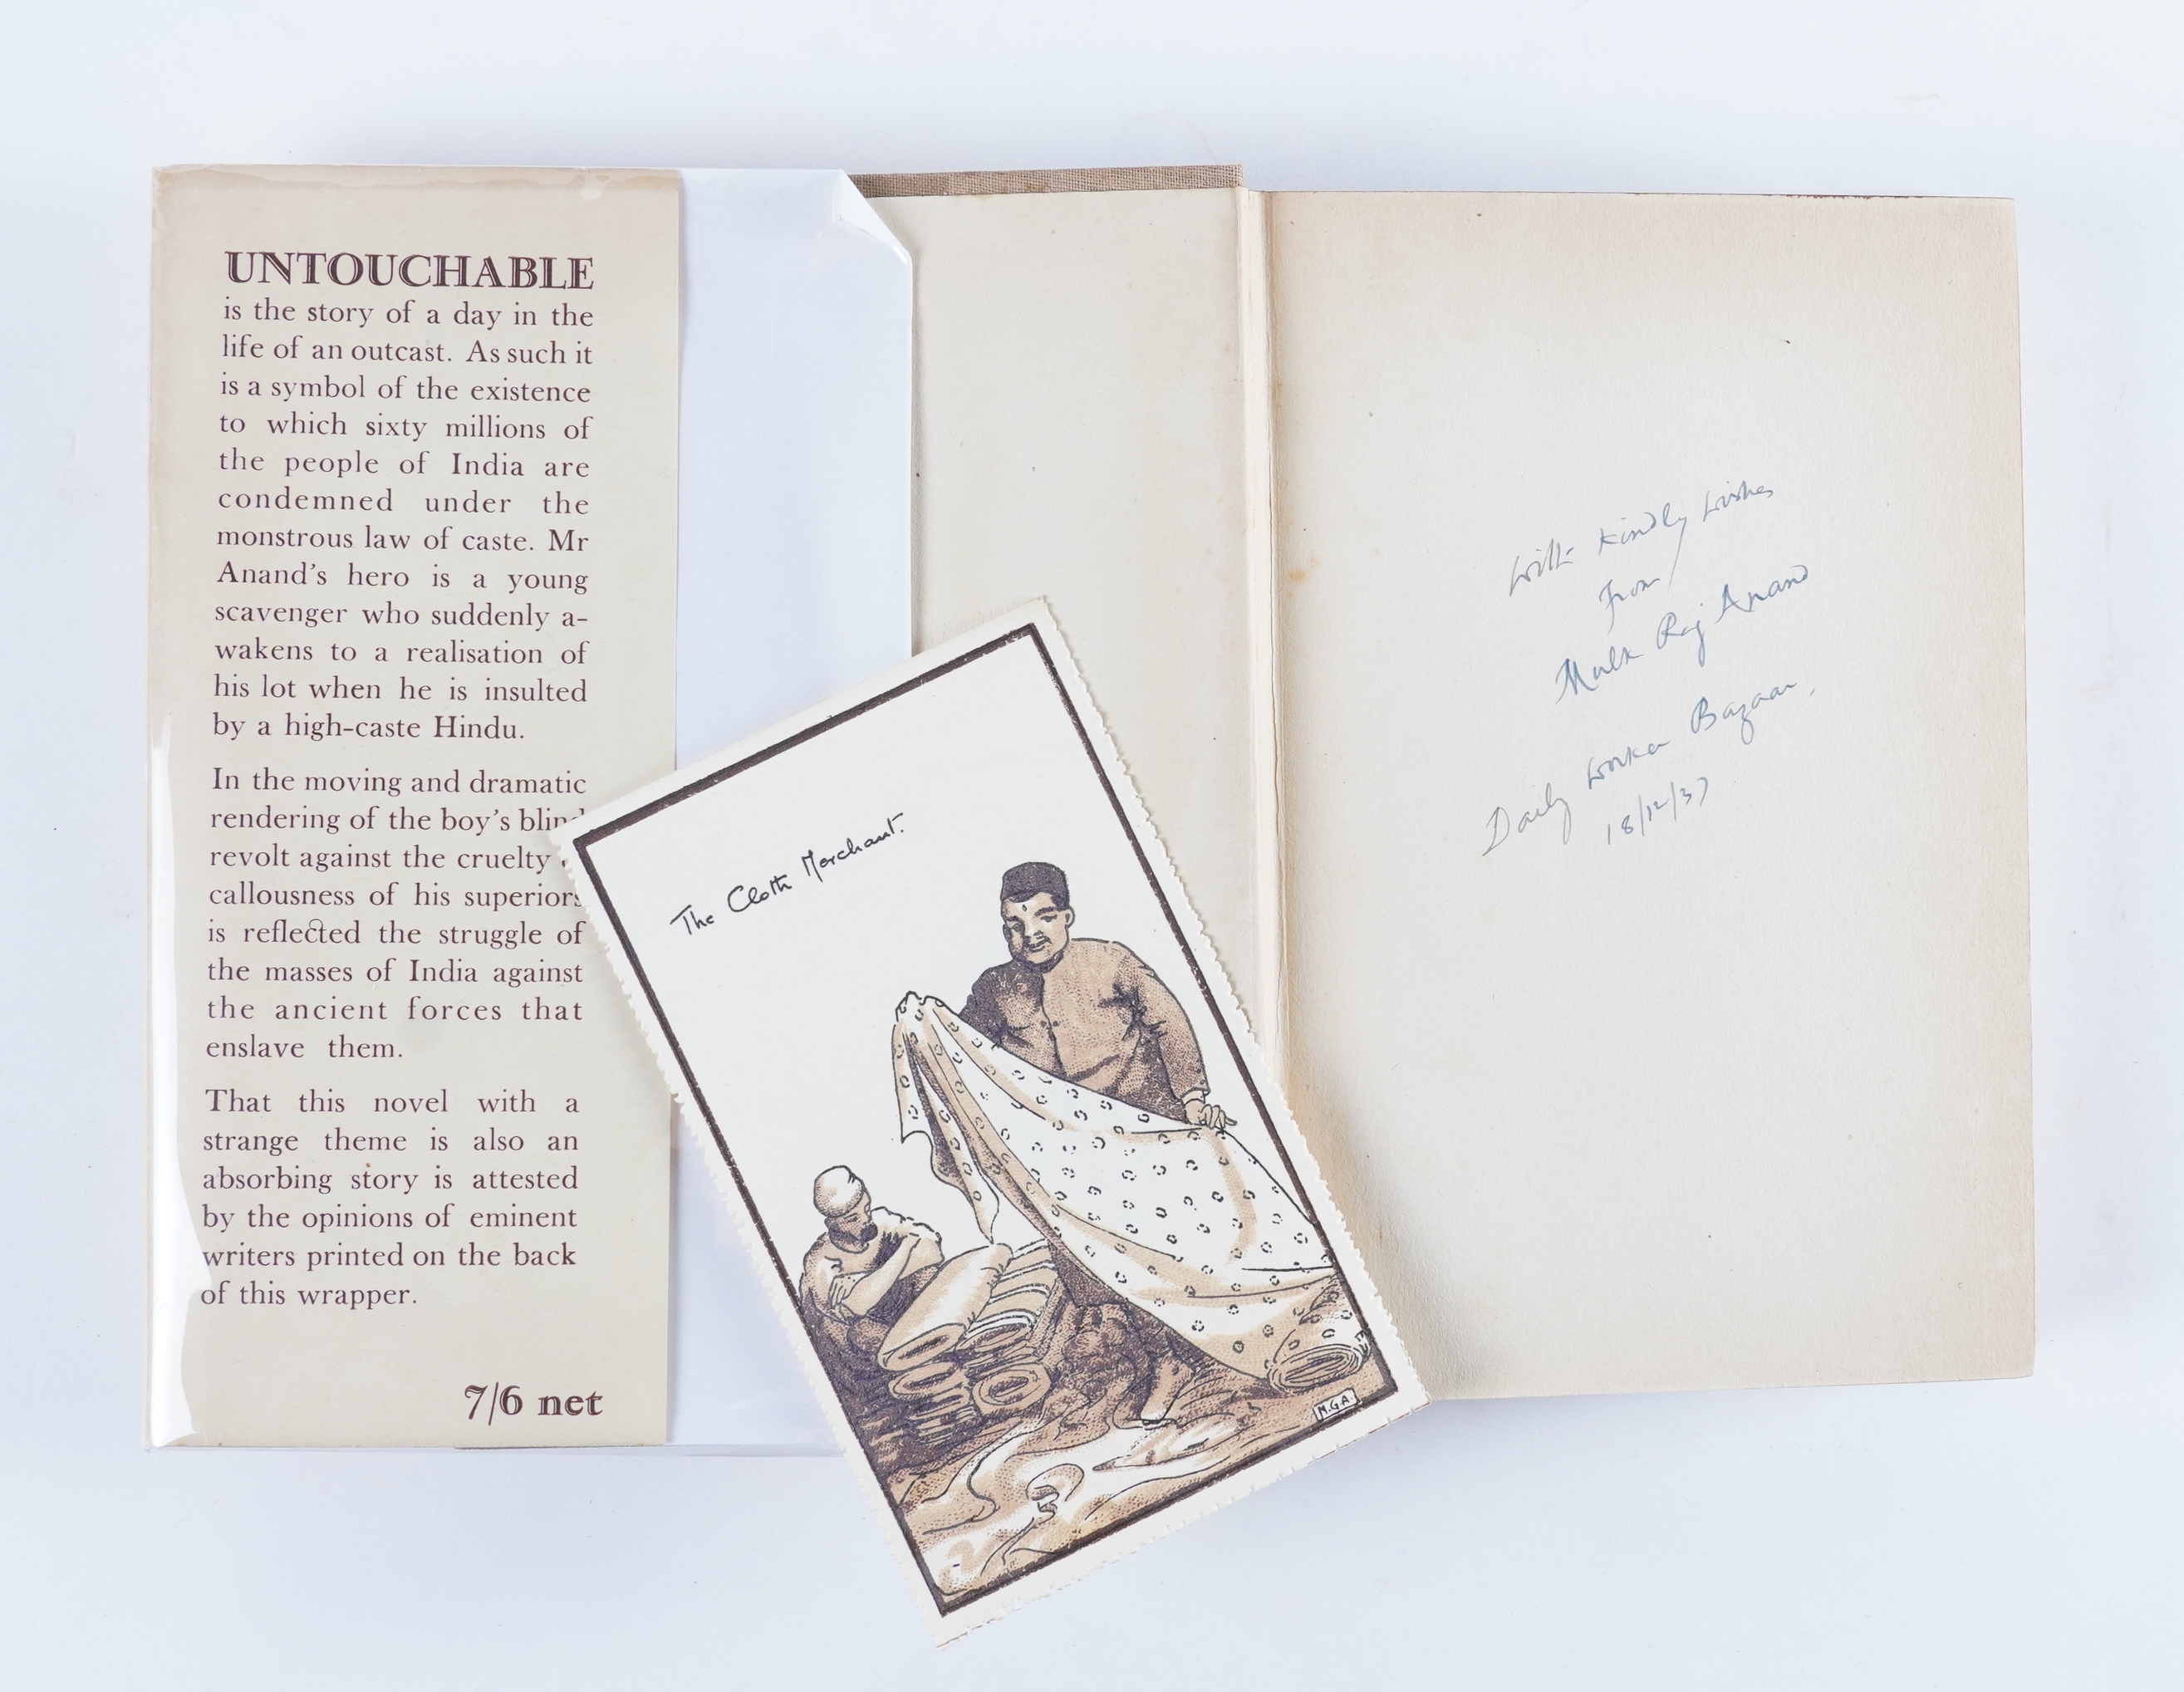 UNTOUCHABLE
is the story of a day in the
life of an outcast. As such it
is a symbol of the existence
to which sixty millions of
the people of India are
condemned under the
monstrous law of caste. Mr
Anand's hero is a young
scavenger who suddenly a-
wakens to a realisation of
his lot when he is insulted
by a high-caste Hindu.
In the moving and dramatic
rendering of the boy's blind
revolt against the cruelty
callousness of his superiors
is reflected the struggle of
the masses of India against
the ancient forces that
enslave them.
That this novel with a
strange theme is also an
absorbing story is attested
by the opinions of eminent
writers printed on the back
of this wrapper.
7/6 net
The Cloth Merchant.
M.G.A.
With kindly wishes
from
Mulk Raj Anand
Daily Worker Bazaar,
18/12/37